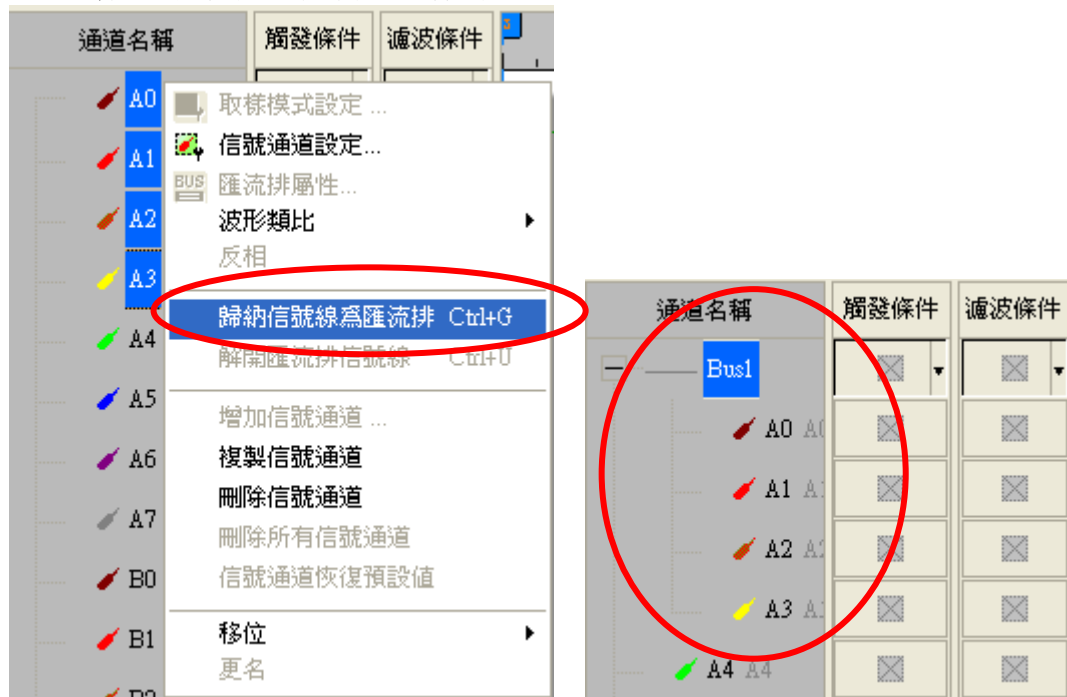 通道名稱 觸發條件 濾波條件
A0
A1
A2
A3
A4
A5
A6
A7
B0
B1
取樣模式設定 ...
信號通道設定...
BUS 匯流排屬性...
波形類比
反相
歸納信號線爲匯流排 Ctrl+G
解開匯流排信號線 Ctrl+U
增加信號通道 ...
複製信號通道
刪除信號通道
刪除所有信號通道
信號通道恢復預設值
移位
更名
通道名稱 觸發條件 濾波條件
Bus1
A0
A1
A2
A3
A4 A4